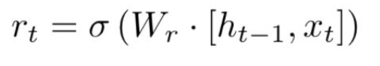 r_t = σ (W_r · [h_{t−1}, x_t])